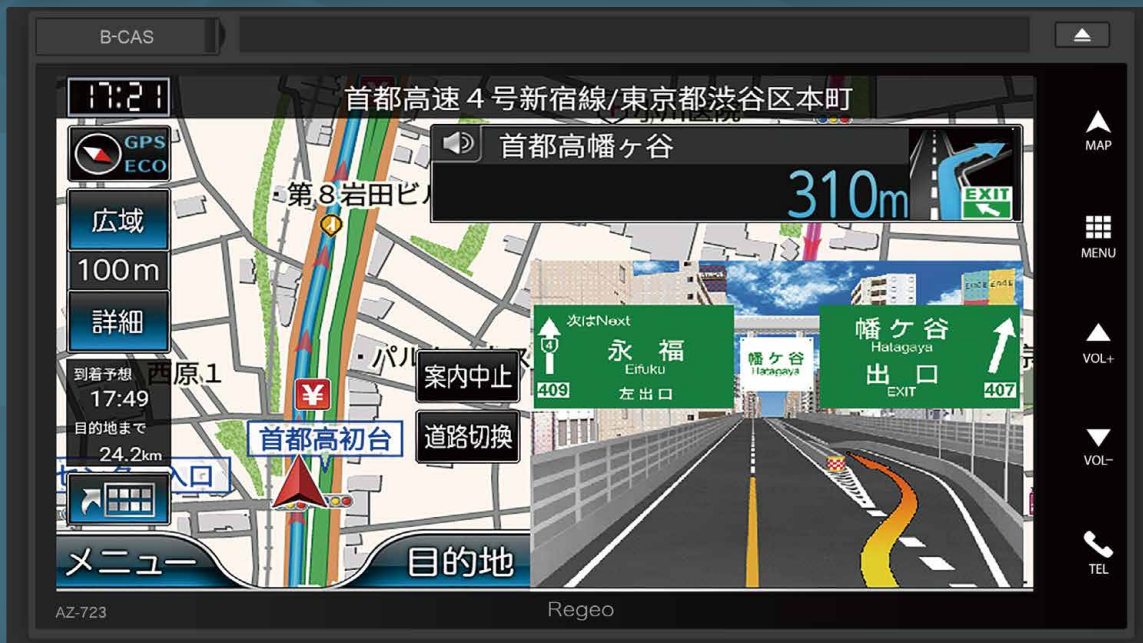 B-CAS
17:21
首都高速4号新宿線/東京都渋谷区本町
GPS
ECO
首都高幡ヶ谷
310m
EXIT
広域
100m
詳細
第8岩田ビル
到着予想
17:49
目的地まで
24.2km
西原1
¥
首都高初台
入口
案内中止
道路切換
次はNext
永福
Eifuku
左出口
4
409
幡ケ谷
Hatagaya
幡ケ谷
Hatagaya
出口
EXIT
407
メニュー
目的地
MAP
MENU
VOL+
VOL-
TEL
AZ-723
Regeo